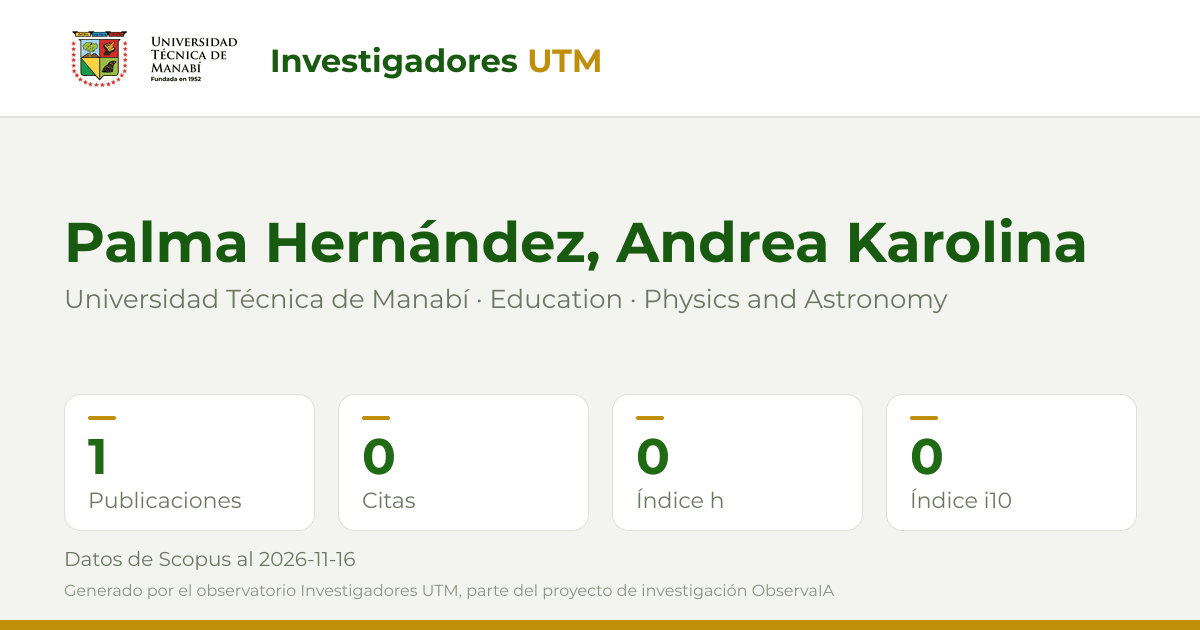 UNIVERSIDAD
TÉCNICA DE
MANABÍ
Fundada en 1952
Investigadores UTM
Palma Hernández, Andrea Karolina
Universidad Técnica de Manabí · Education · Physics and Astronomy
1
Publicaciones
0
Citas
0
Índice h
0
Índice i10
Datos de Scopus al 2026-11-16
Generado por el observatorio Investigadores UTM, parte del proyecto de investigación ObservaIA